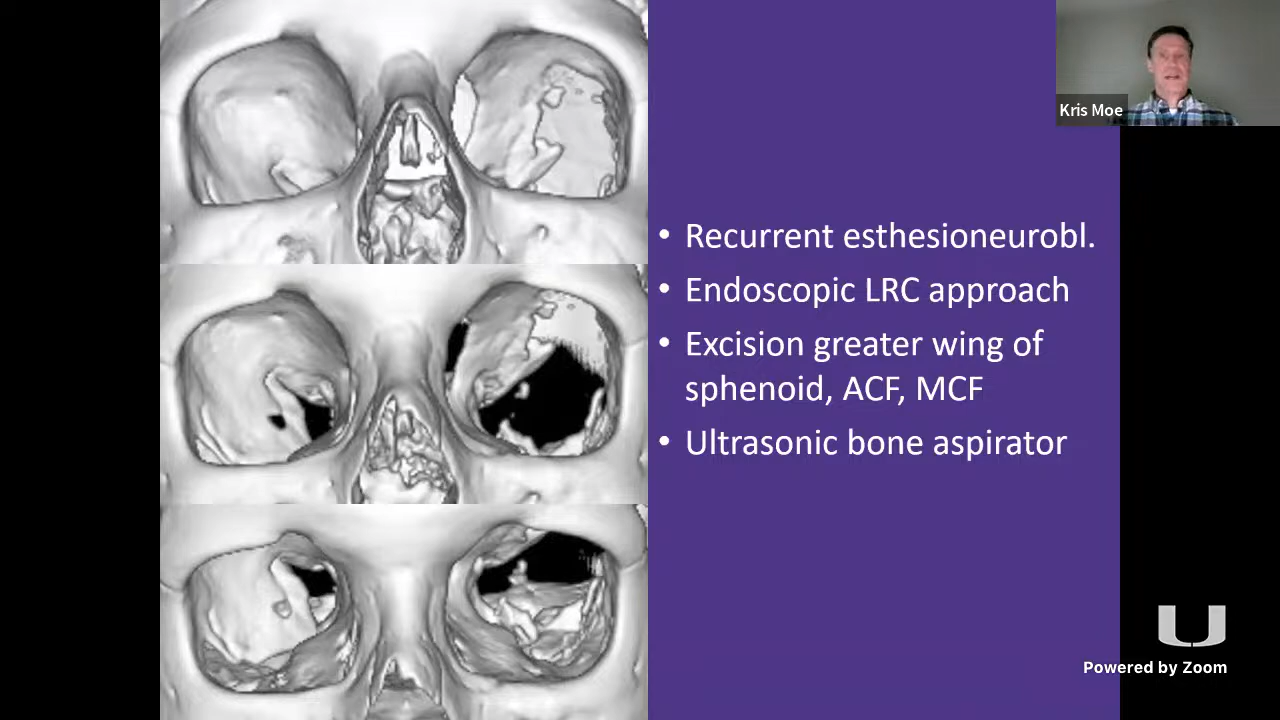 Kris Moe
• Recurrent esthesioneurobl.
• Endoscopic LRC approach
• Excision greater wing of
sphenoid, ACF, MCF
• Ultrasonic bone aspirator
U
Powered by Zoom